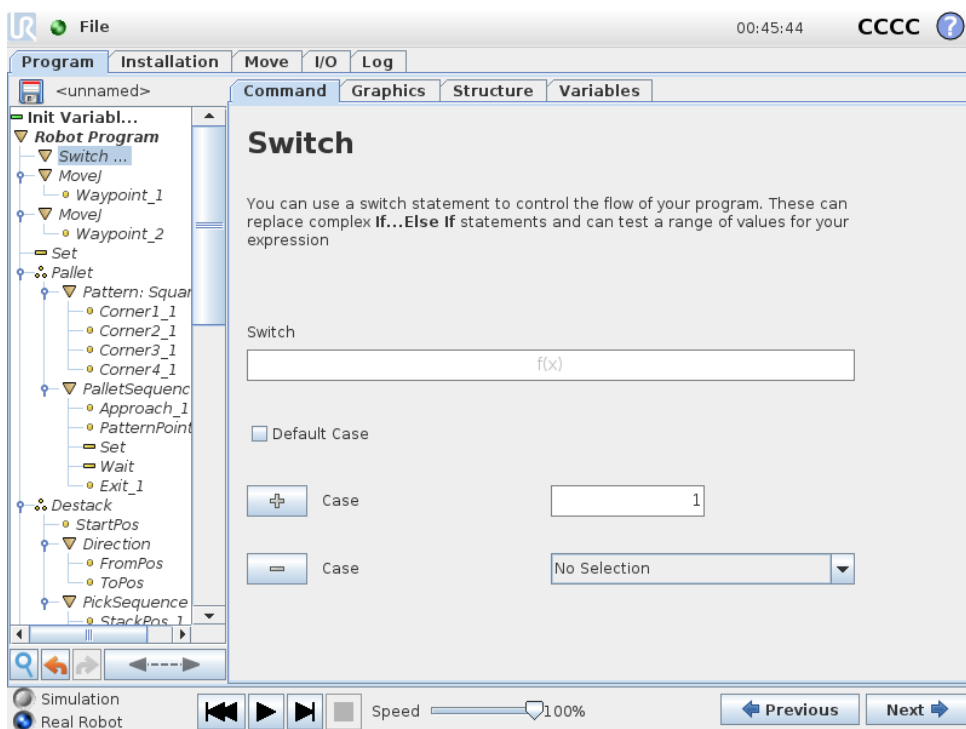 UR File 00:45:44 CCCC ?
Program Installation Move I/O Log
<unnamed> Command Graphics Structure Variables
Init Variabl...
Robot Program
Switch ...
MoveJ
Waypoint_1
MoveJ
Waypoint_2
Set
Pallet
Pattern: Squar
Corner1_1
Corner2_1
Corner3_1
Corner4_1
PalletSequenc
Approach_1
PatternPoint
Set
Wait
Exit_1
Destack
StartPos
Direction
FromPos
ToPos
PickSequence
StackPos_1
Switch
You can use a switch statement to control the flow of your program. These can
replace complex If...Else If statements and can test a range of values for your
expression
Switch
f(x)
Default Case
Case 1
Case No Selection
Simulation
Real Robot
Speed 100%
Previous Next